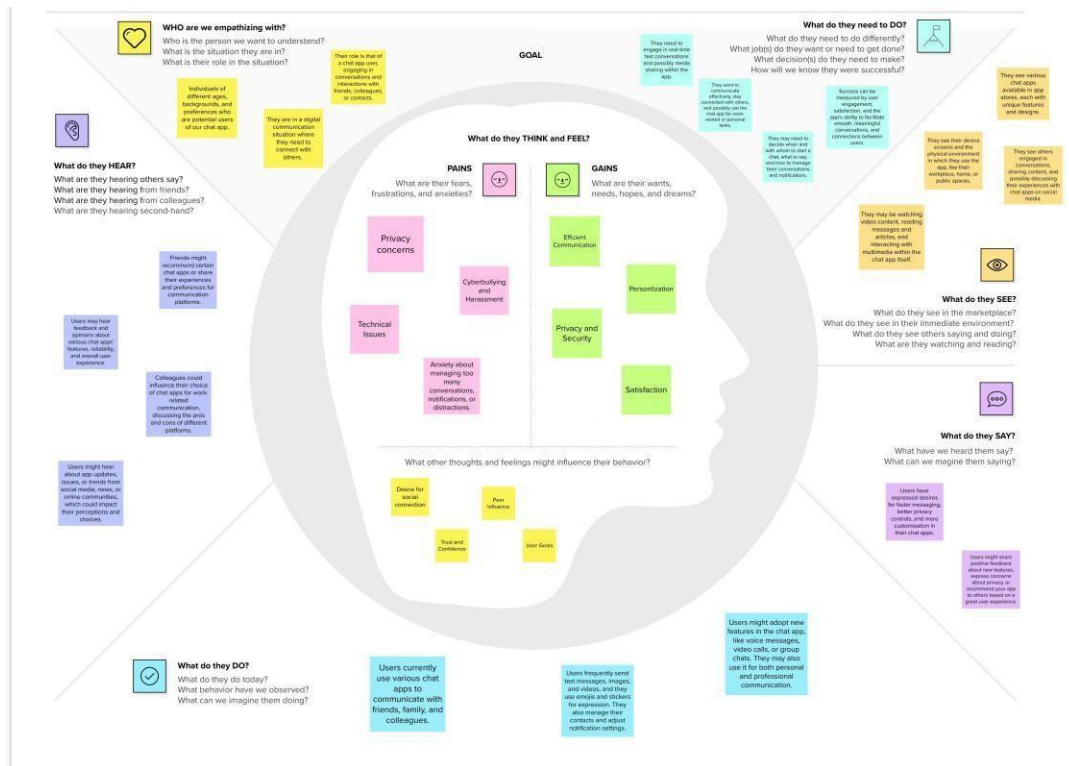 WHO are we empathizing with?
Who is the person we want to understand?
What is the situation they are in?
What is their role in the situation?
Individuals of
different ages,
backgrounds, and
preferences who
are potential users
of our chat app.
They are in a digital
communication
situation where
they need to
connect with
others.
Their role is that of
a chat app user,
engaging in
conversations and
interactions with
friends, colleagues,
or contacts.
GOAL
What do they need to DO?
What do they need to do differently?
What job(s) do they want or need to get done?
What decision(s) do they need to make?
How will we know they were successful?
They need to
engage in real-time
text conversations
and possibly media
sharing within the
app.
They want to
communicate
effectively, stay
connected with others,
and possibly use the
chat app for work-
related or personal
tasks.
They may need to
decide when and
with whom to start a
chat, what to say,
and how to manage
their conversations
and notifications.
Success can be
measured by user
engagement,
satisfaction, and the
app's ability to facilitate
smooth, meaningful
conversations, and
connections between
users.
They see various
chat apps
available in app
stores, each with
unique features
and designs.
They see their device
screens and the
physical environment
in which they use the
app, like their
workplace, home, or
public spaces.
They see others
engaged in
conversations,
sharing content, and
possibly discussing
their experiences with
chat apps on social
media.
They may be watching
video content, reading
messages and
articles, and
interacting with
multimedia within the
chat app itself.
What do they SEE?
What do they see in the marketplace?
What do they see in their immediate environment?
What do they see others saying and doing?
What are they watching and reading?
What do they HEAR?
What are they hearing others say?
What are they hearing from friends?
What are they hearing from colleagues?
What are they hearing second-hand?
Friends might
recommend certain
chat apps or share
their experiences
and preferences for
communication
platforms.
Users may hear
feedback and
opinions about
various chat apps'
features, reliability,
and overall user
experience.
Colleagues could
influence their choice
of chat apps for work-
related
communication,
discussing the pros
and cons of different
platforms.
Users might hear
about app updates,
issues, or trends from
social media, news, or
online communities,
which could impact
their perceptions and
choices.
What do they THINK and FEEL?
PAINS
What are their fears,
frustrations, and anxieties?
Privacy
concerns
Cyberbullying
and
Harassment
Technical
Issues
Anxiety about
managing too
many
conversations,
notifications, or
distractions.
GAINS
What are their wants,
needs, hopes, and dreams?
Efficient
Communication
Personlization
Privacy and
Security
Satisfaction
What other thoughts and feelings might influence their behavior?
Desire for
social
connection
Peer
Influence
Trust and
Confidence
User Goals
What do they SAY?
What have we heard them say?
What can we magine them saying?
Users have
expressed desires
for faster messaging,
better privacy
controls, and more
customization in
their chat apps.
Users might share
positive feedback
about new features,
express concerns
about privacy, or
recommend your app
to others based on a
great user experience.
What do they DO?
What do they do today?
What behavior have we observed?
What can we imagine them doing?
Users currently
use various chat
apps to
communicate with
friends, family, and
colleagues.
Users frequently send
text messages, images,
and videos, and they
use emojis and stickers
for expression. They
also manage their
contacts and adjust
notification settings.
Users might adopt new
features in the chat app,
like voice messages,
video calls, or group
chats. They may also
use it for both personal
and professional
communication.